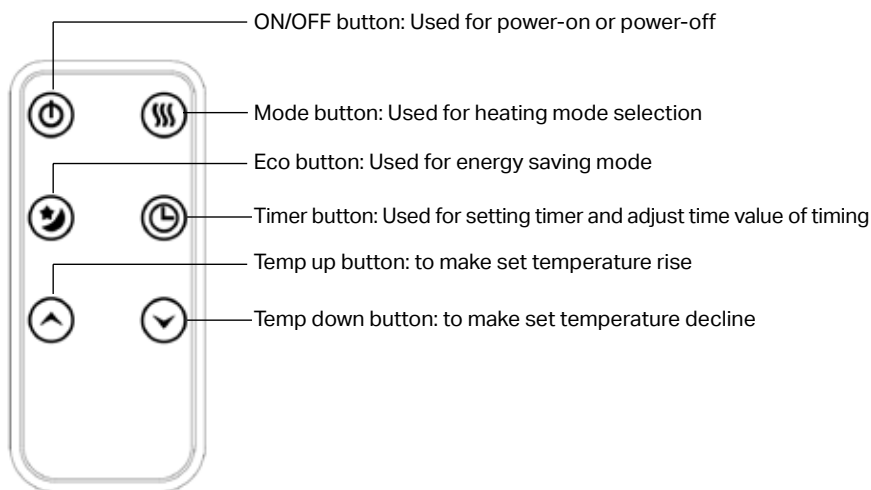 ON/OFF button: Used for power-on or power-off
Mode button: Used for heating mode selection
Eco button: Used for energy saving mode
Timer button: Used for setting timer and adjust time value of timing
Temp up button: to make set temperature rise
Temp down button: to make set temperature decline